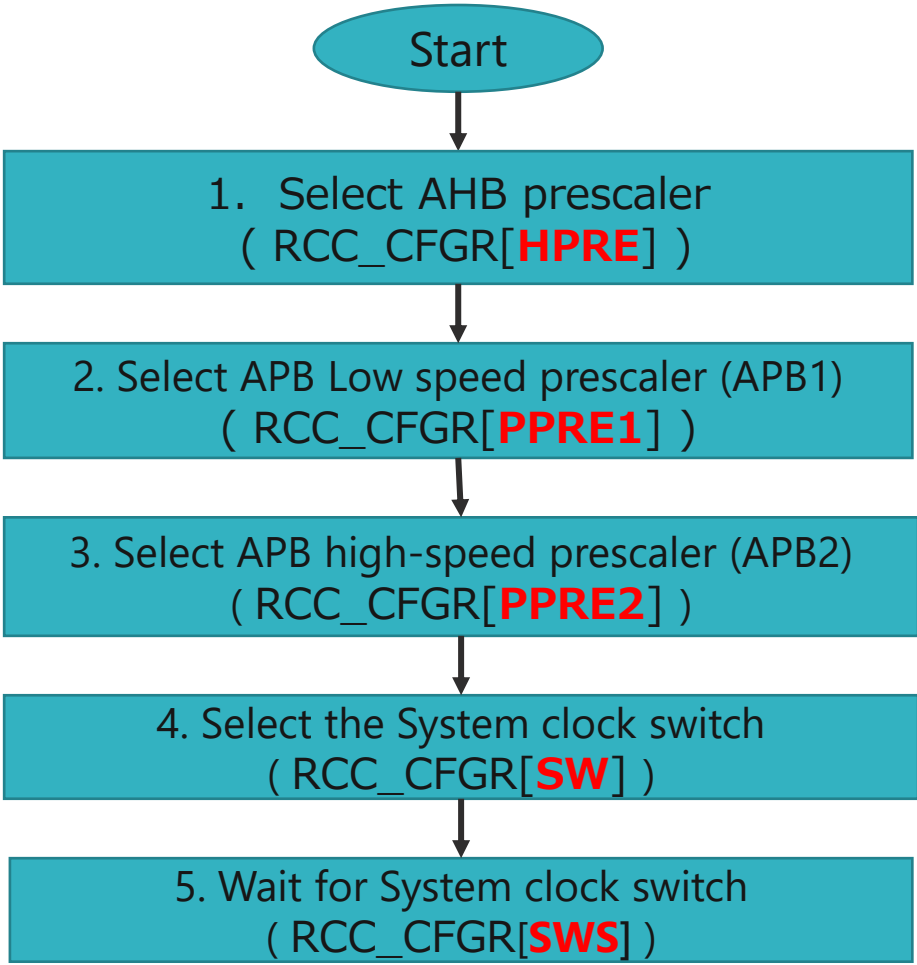 Start
1. Select AHB prescaler
( RCC_CFGR[HPRE] )
2. Select APB Low speed prescaler (APB1)
( RCC_CFGR[PPRE1] )
3. Select APB high-speed prescaler (APB2)
( RCC_CFGR[PPRE2] )
4. Select the System clock switch
( RCC_CFGR[SW] )
5. Wait for System clock switch
( RCC_CFGR[SWS] )